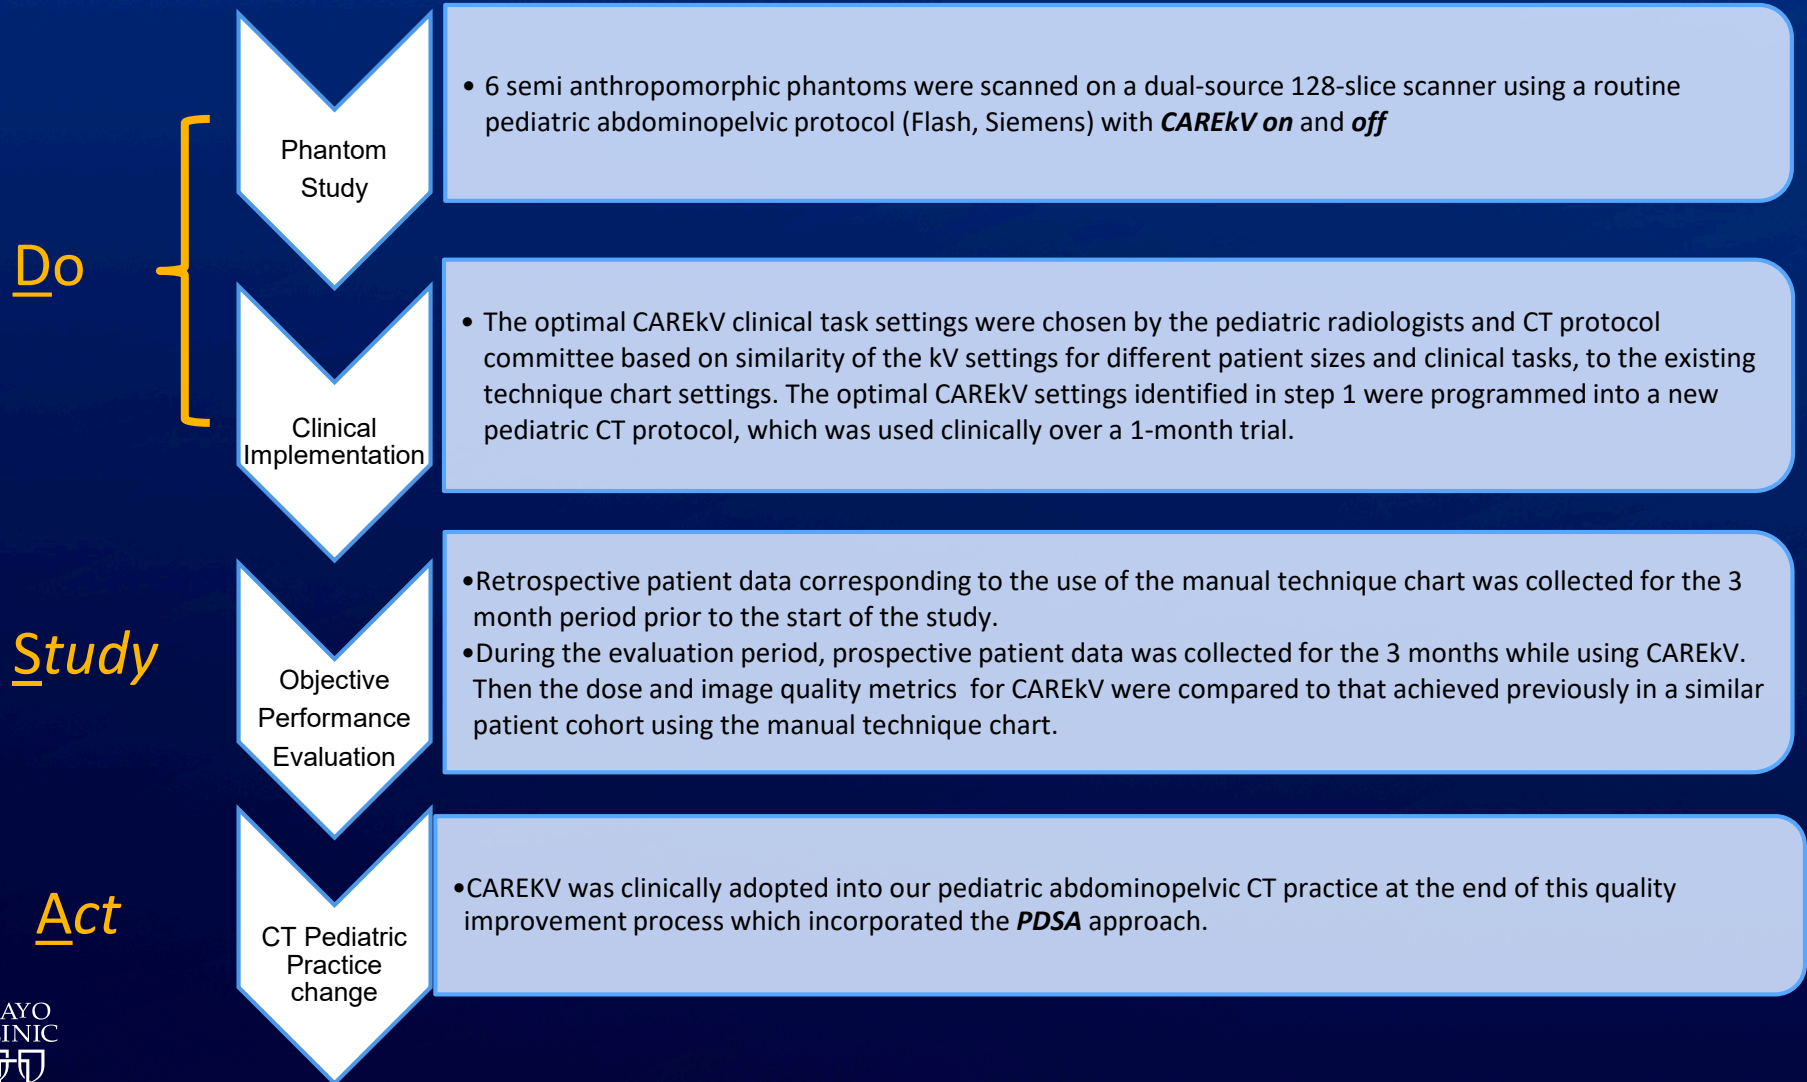 Do
Phantom
Study
• 6 semi anthropomorphic phantoms were scanned on a dual-source 128-slice scanner using a routine
pediatric abdominopelvic protocol (Flash, Siemens) with CAREkV on and off
Clinical
Implementation
• The optimal CAREkV clinical task settings were chosen by the pediatric radiologists and CT protocol
committee based on similarity of the kV settings for different patient sizes and clinical tasks, to the existing
technique chart settings. The optimal CAREkV settings identified in step 1 were programmed into a new
pediatric CT protocol, which was used clinically over a 1-month trial.
Study
Objective
Performance
Evaluation
•Retrospective patient data corresponding to the use of the manual technique chart was collected for the 3
month period prior to the start of the study.
•During the evaluation period, prospective patient data was collected for the 3 months while using CAREkV.
Then the dose and image quality metrics for CAREkV were compared to that achieved previously in a similar
patient cohort using the manual technique chart.
Act
CT Pediatric
Practice
change
•CAREKV was clinically adopted into our pediatric abdominopelvic CT practice at the end of this quality
improvement process which incorporated the PDSA approach.
AYO
LINIC